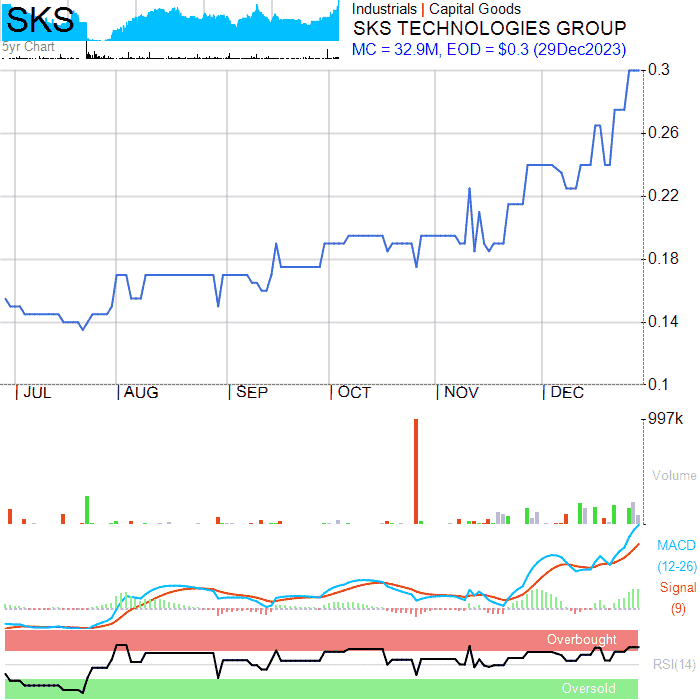 SKS
5yr Chart
Industrials | Capital Goods
SKS TECHNOLOGIES GROUP
MC = 32.9M, EOD = $0.3 (29Dec2023)
0.3
0.26
0.22
0.18
0.14
0.1
JUL AUG SEP OCT NOV DEC
997k
Volume
MACD
(12-26)
Signal
(9)
Overbought
RSI(14)
Oversold